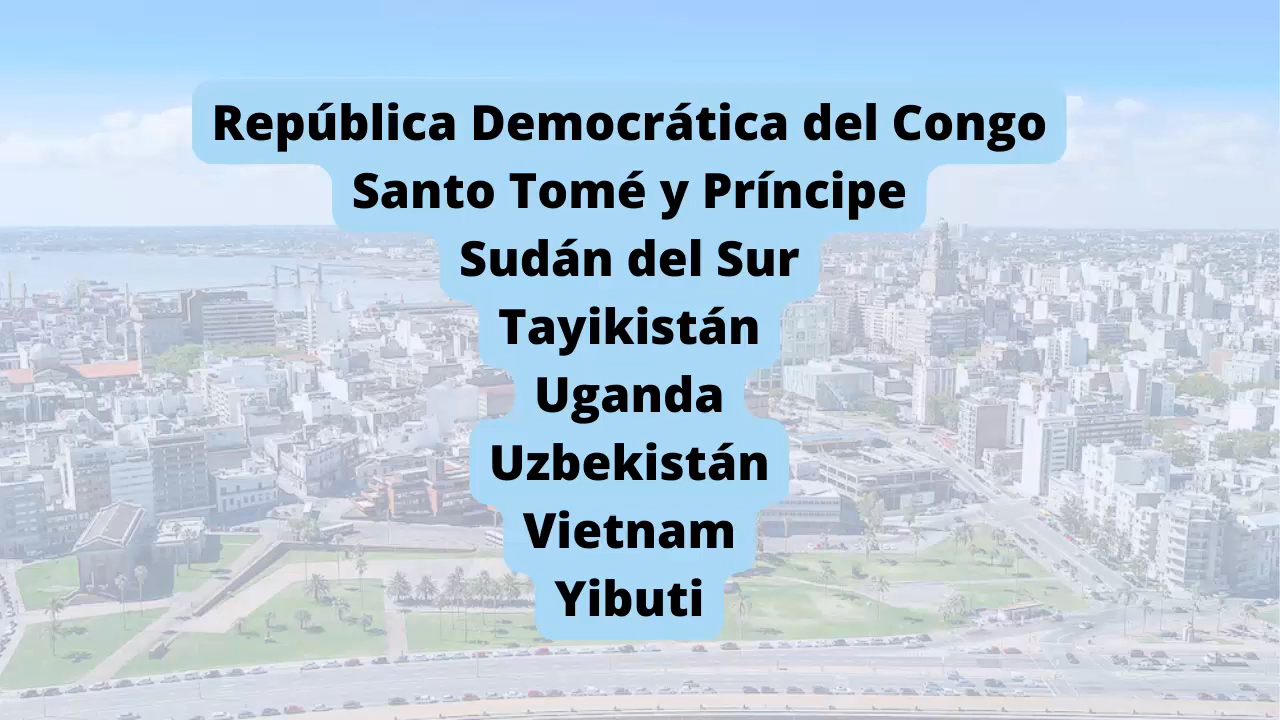 República Democrática del Congo
Santo Tomé y Príncipe
Sudán del Sur
Tayikistán
Uganda
Uzbekistán
Vietnam
Yibuti